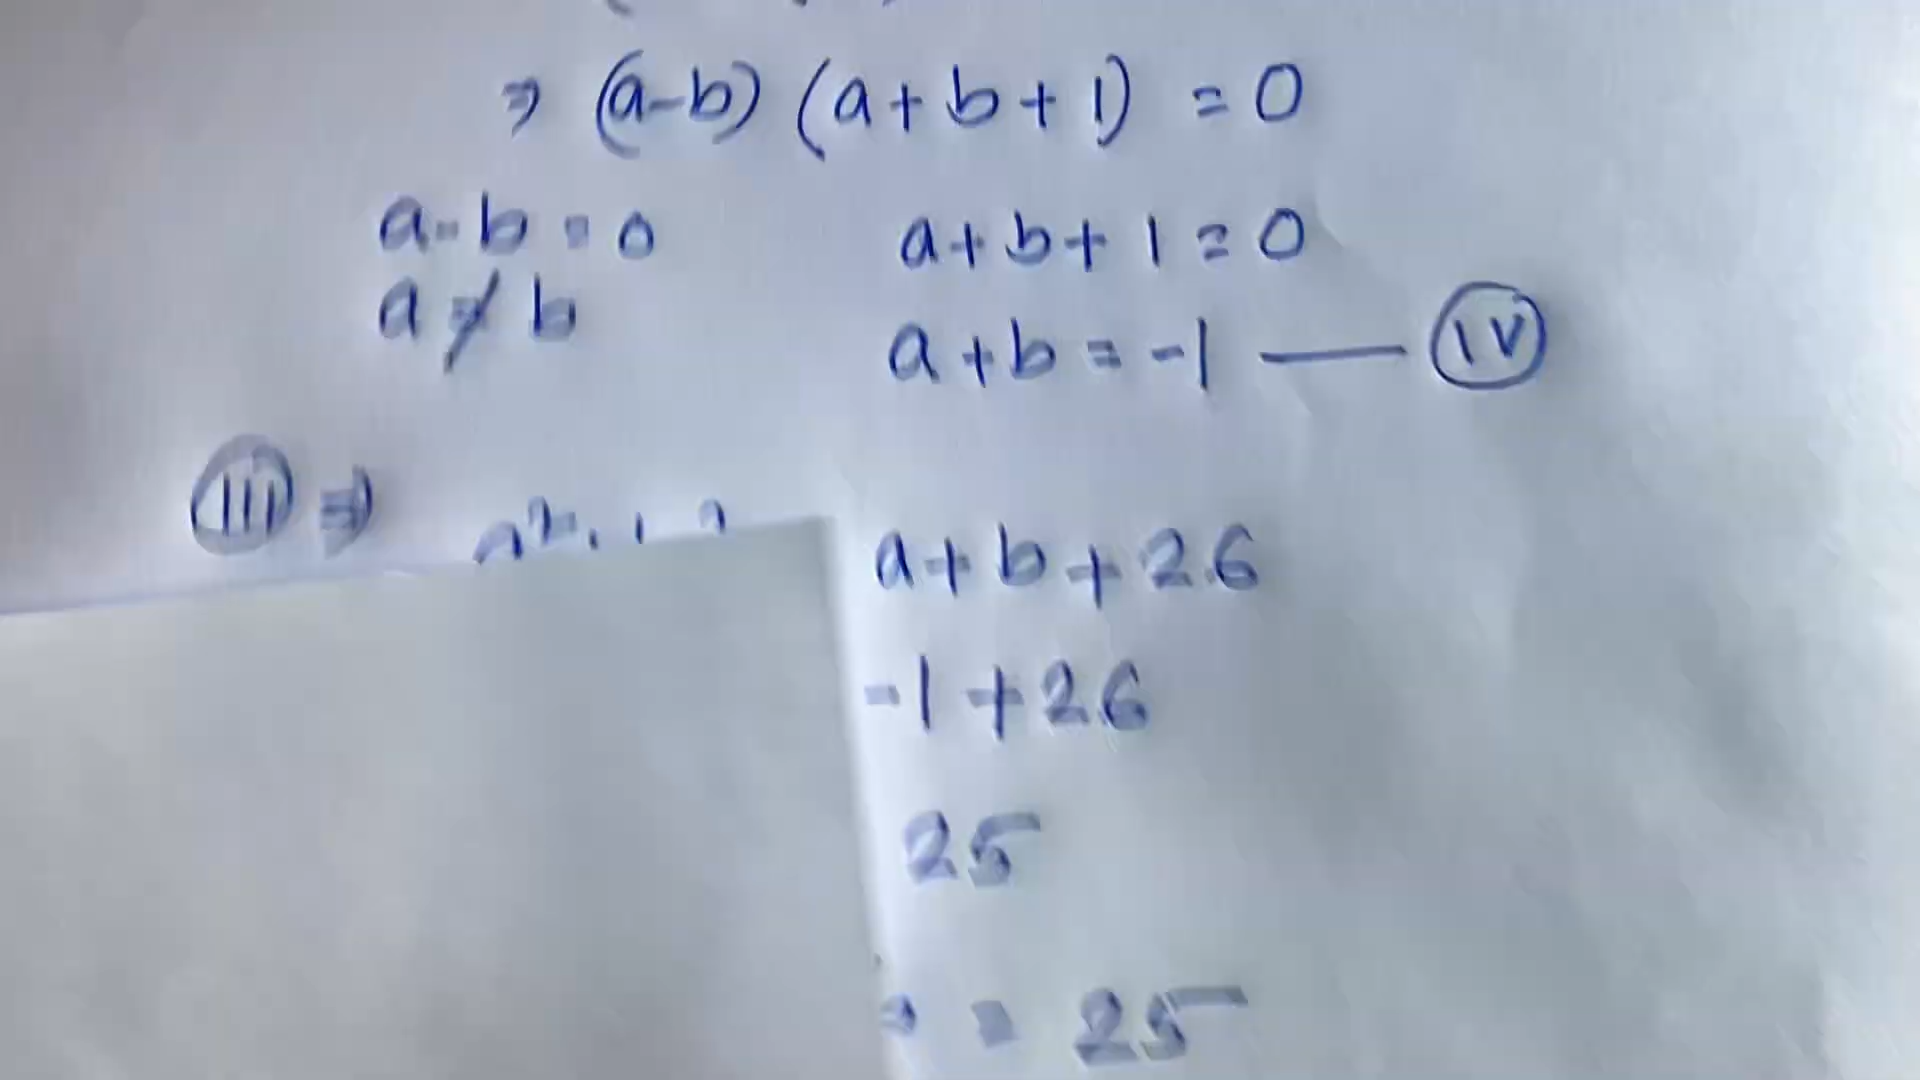 ⇒ (a-b) (a+b+1) = 0
a-b = 0 a+b+1 = 0
a ≠ b a+b = -1 — (IV)
(III) ⇒ a+b+26
-1+26
25
= 25